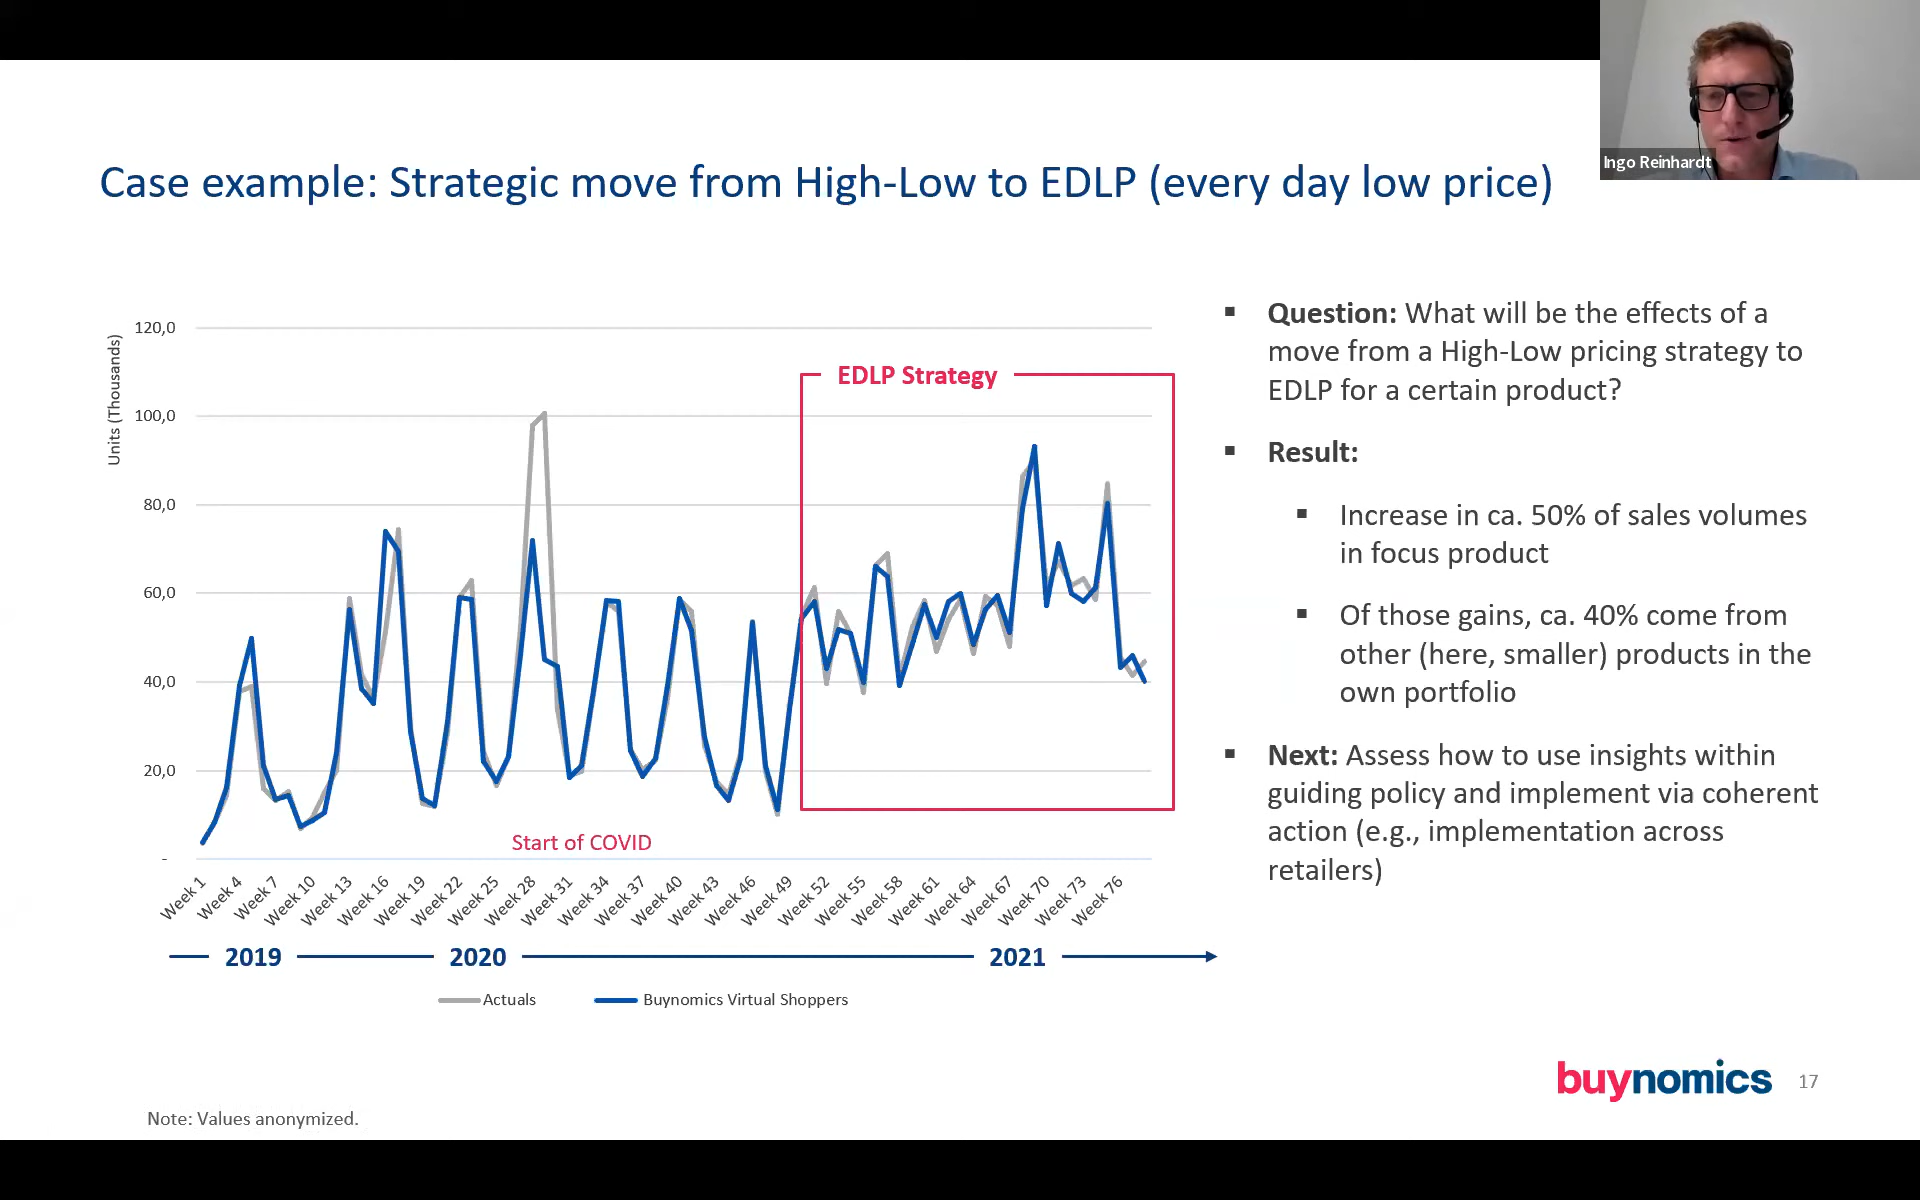 Ingo Reinhardt
Case example: Strategic move from High-Low to EDLP (every day low price)
Units (Thousands)
120,0
100,0
80,0
60,0
40,0
20,0
-
EDLP Strategy
Start of COVID
Week 1
Week 4
Week 7
Week 10
Week 13
Week 16
Week 19
Week 22
Week 25
Week 28
Week 31
Week 34
Week 37
Week 40
Week 43
Week 46
Week 49
Week 52
Week 55
Week 58
Week 61
Week 64
Week 67
Week 70
Week 73
Week 76
2019
2020
2021
Actuals
Buynomics Virtual Shoppers
▪ Question: What will be the effects of a
move from a High-Low pricing strategy to
EDLP for a certain product?
▪ Result:
▪ Increase in ca. 50% of sales volumes
in focus product
▪ Of those gains, ca. 40% come from
other (here, smaller) products in the
own portfolio
▪ Next: Assess how to use insights within
guiding policy and implement via coherent
action (e.g., implementation across
retailers)
buynomics
17
Note: Values anonymized.